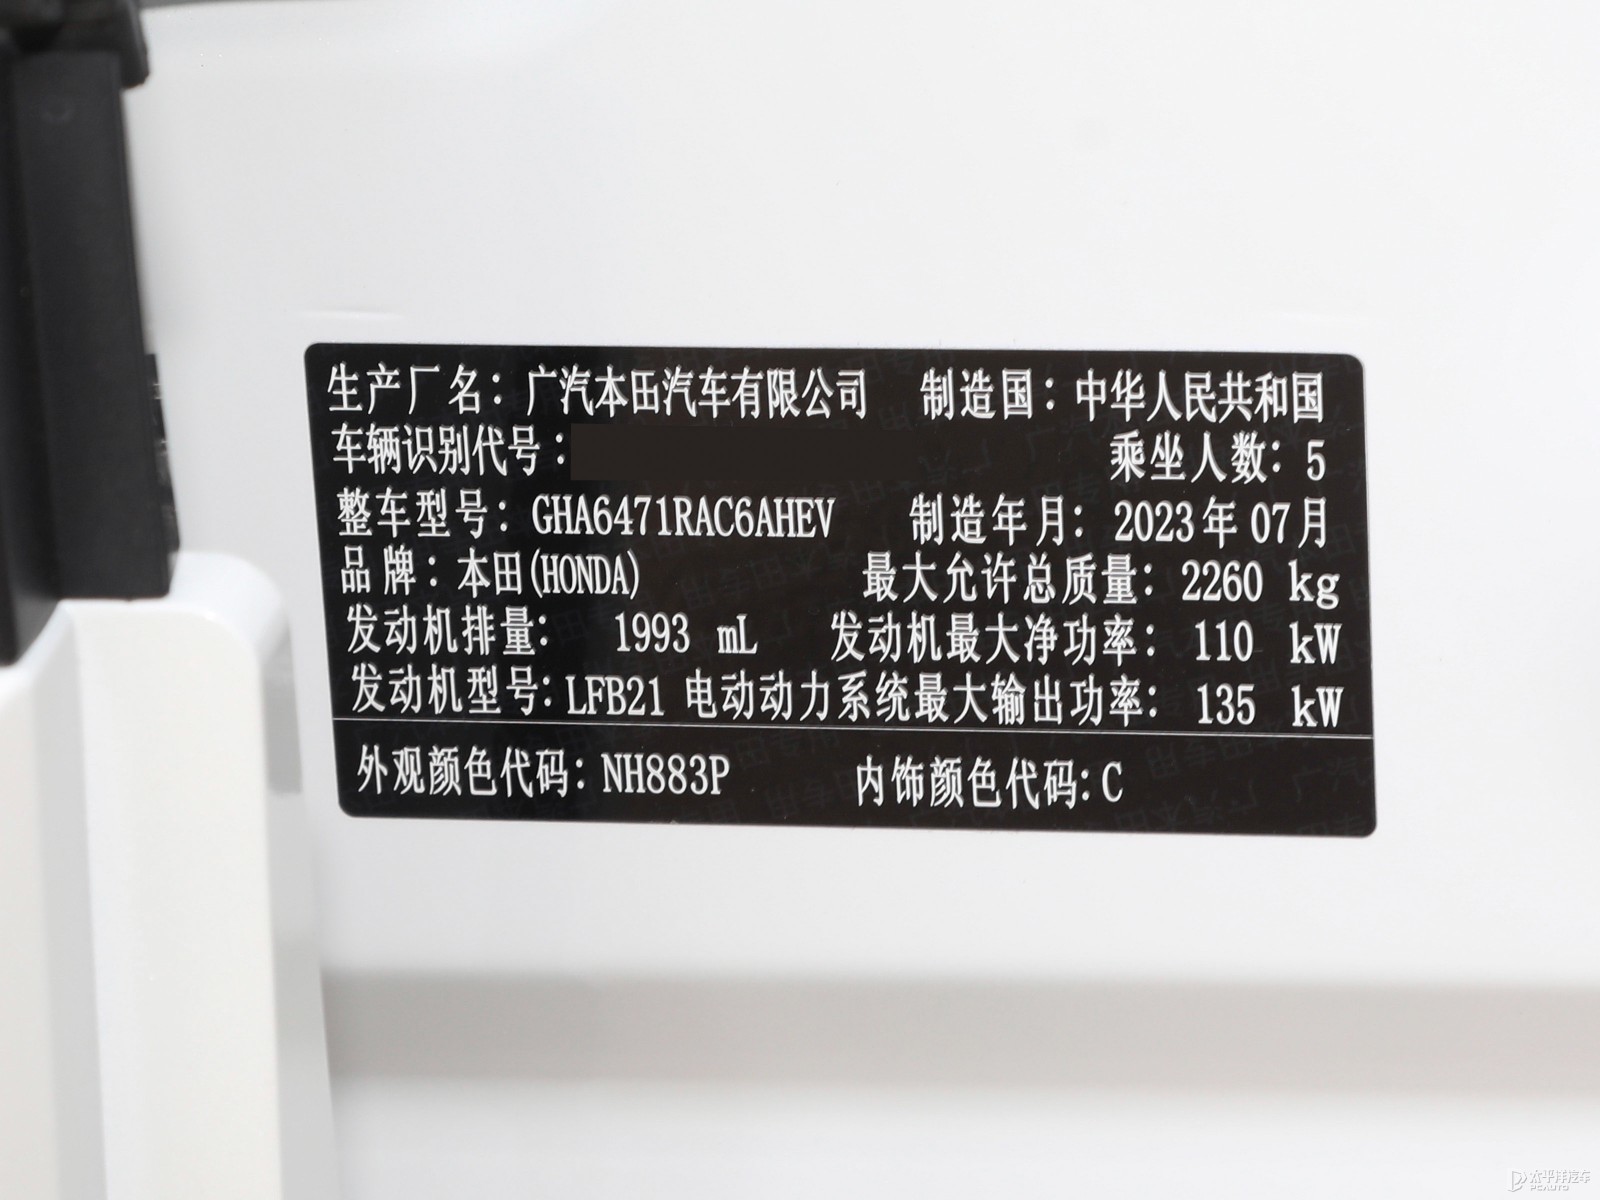 生产厂名：广汽本田汽车有限公司 制造国：中华人民共和国
车辆识别代号： 乘坐人数：5
整车型号：GHA6471RAC6AHEV 制造年月：2023年07月
品牌：本田(HONDA) 最大允许总质量：2260 kg
发动机排量： 1993 mL 发动机最大净功率：110 kW
发动机型号：LFB21 电动动力系统最大输出功率：135 kW
外观颜色代码：NH883P 内饰颜色代码：C
太平洋汽车
PCAUTO